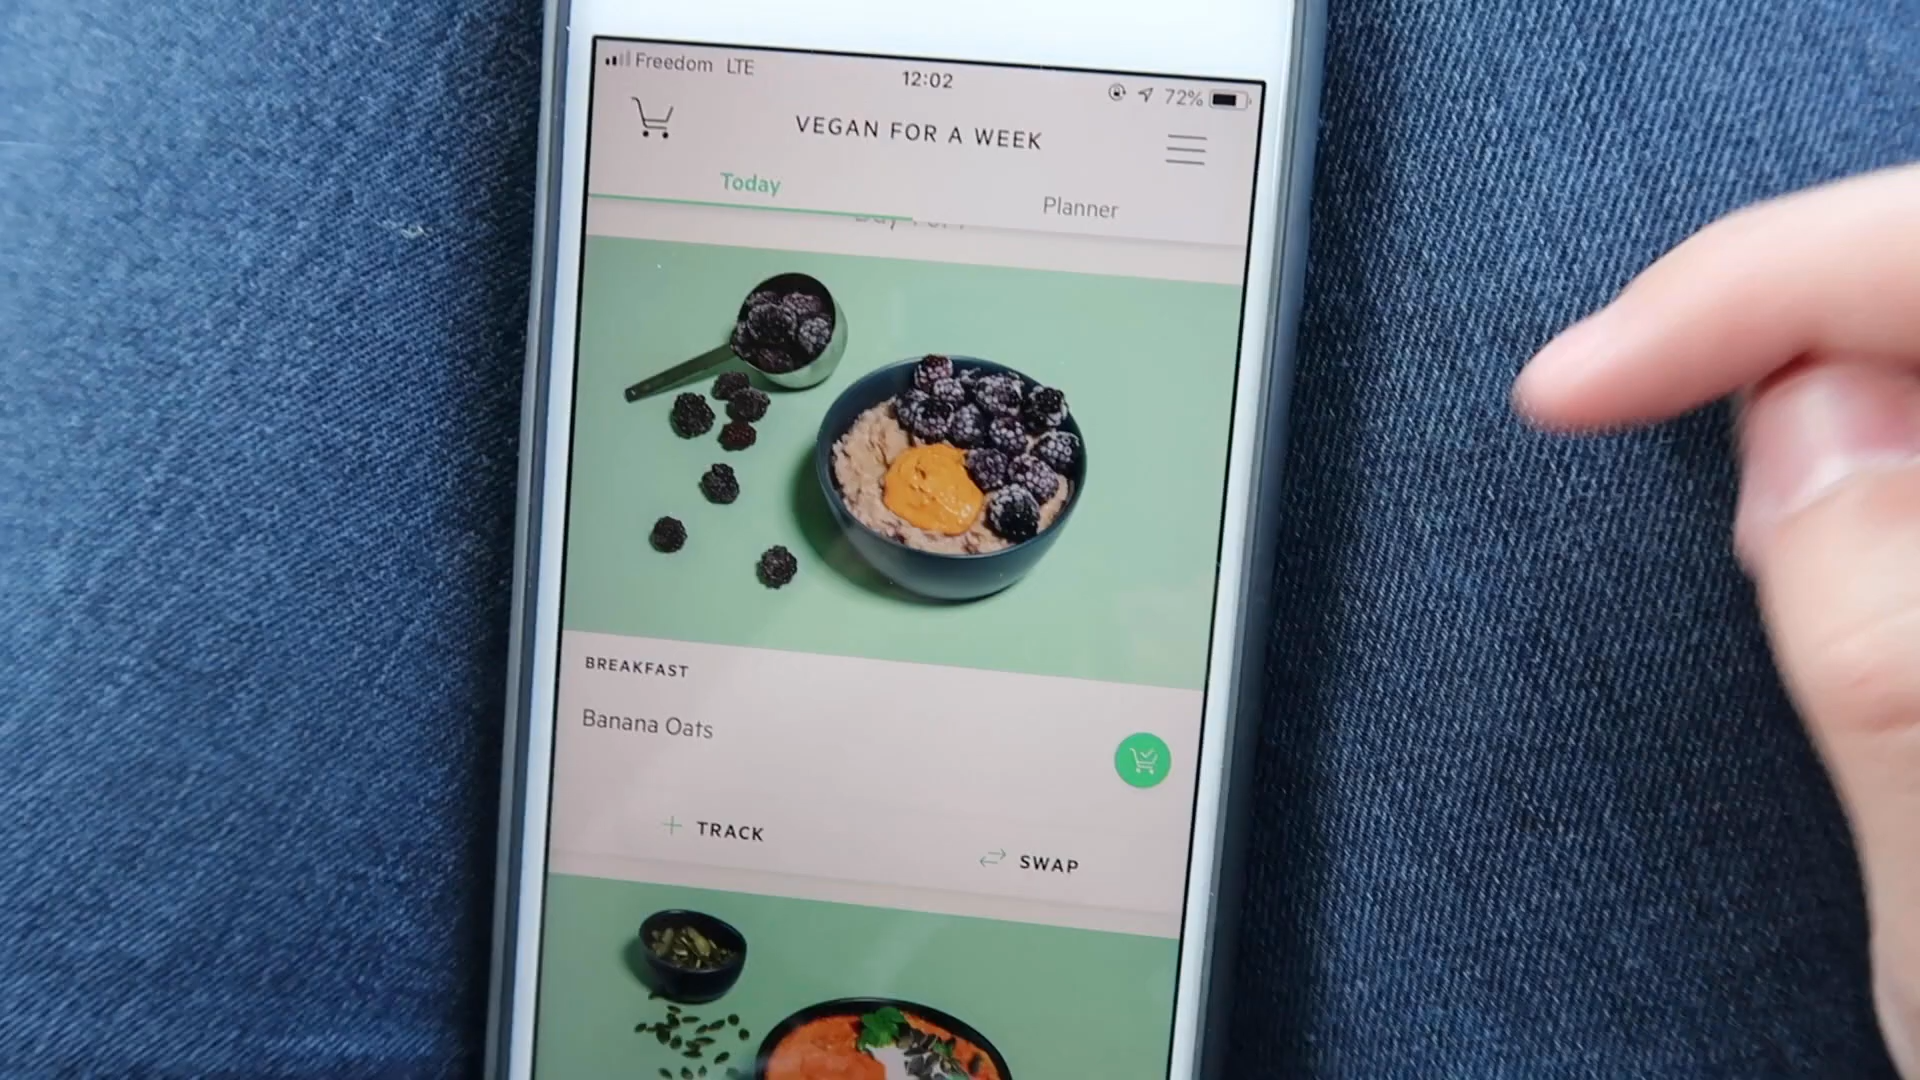 Freedom LTE
12:02
72%
VEGAN FOR A WEEK
Today
Planner
BREAKFAST
Banana Oats
+ TRACK
SWAP